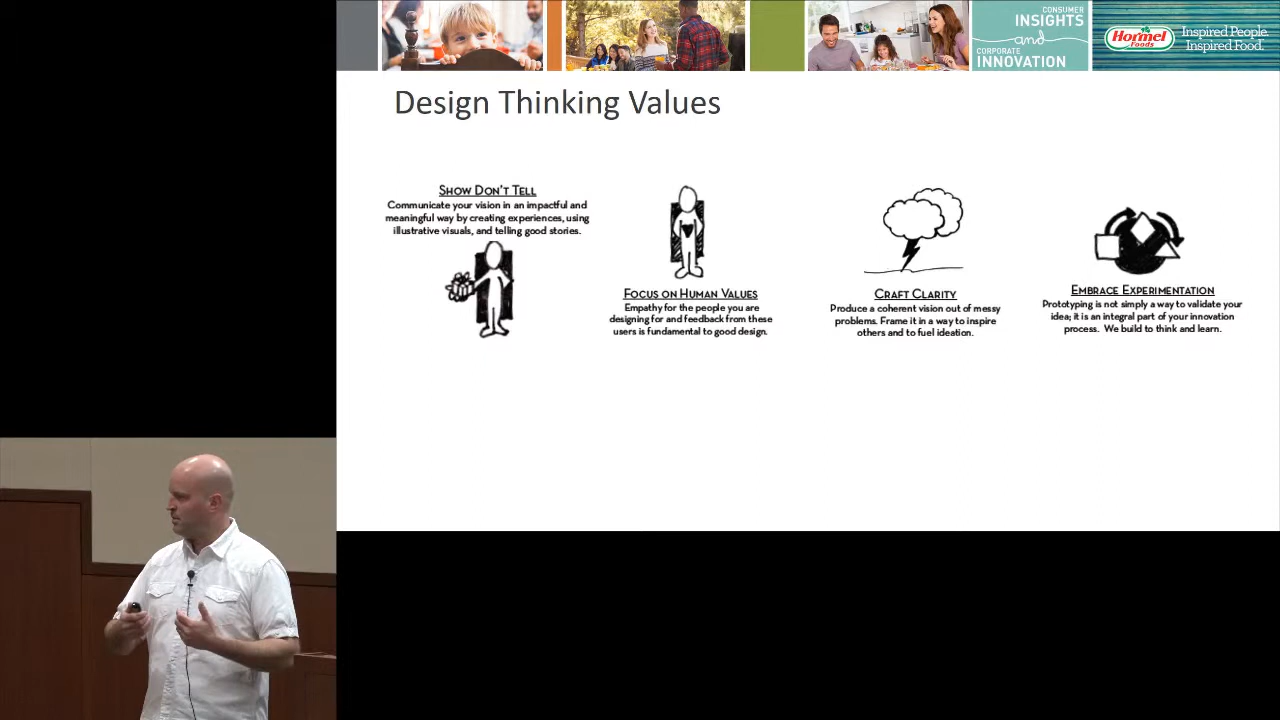 CONSUMER
INSIGHTS
and
CORPORATE
INNOVATION
Hormel
Foods
Inspired People.
Inspired Food.
Design Thinking Values
SHOW DON'T TELL
Communicate your vision in an impactful and
meaningful way by creating experiences, using
illustrative visuals, and telling good stories.
FOCUS ON HUMAN VALUES
Empathy for the people you are
designing for and feedback from these
users is fundamental to good design.
CRAFT CLARITY
Produce a coherent vision out of messy
problems. Frame it in a way to inspire
others and to fuel ideation.
EMBRACE EXPERIMENTATION
Prototyping is not simply a way to validate your
idea; it is an integral part of your innovation
process. We build to think and learn.